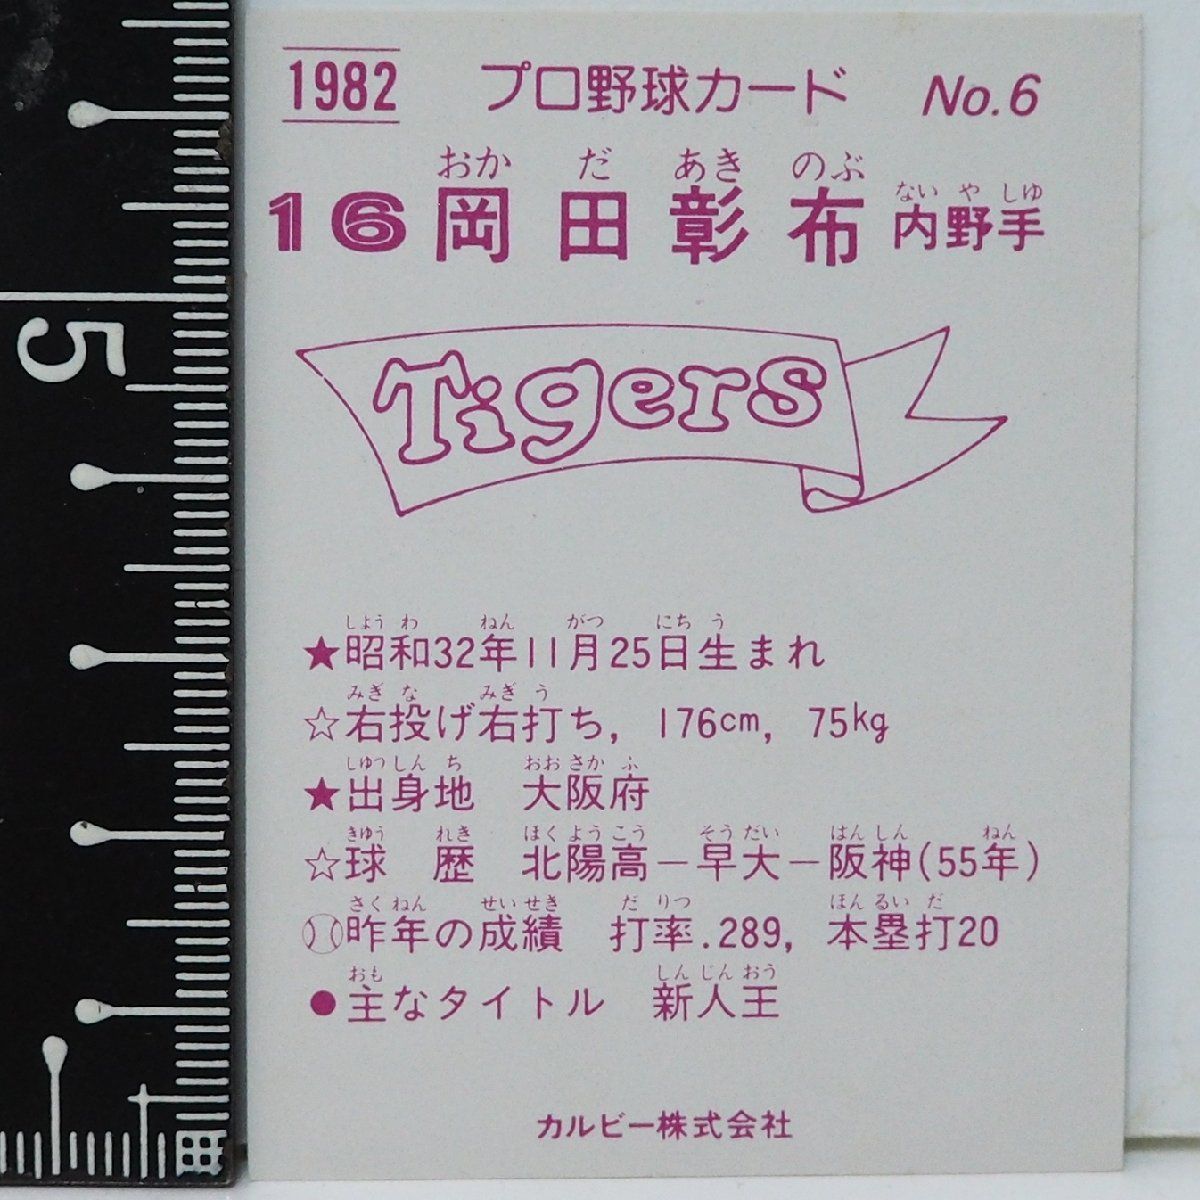 1982 プロ野球カード No.6
おか だ あき のぶ ない や しゅ
16 岡田彰布 内野手
Tigers
5
しょう わ ねん がつ にち う
★昭和32年11月25日生まれ
みぎ な みぎ う
☆右投げ右打ち, 176cm, 75kg
しゅっ しん ち おお さか ふ
★出身地 大阪府
きゅう れき ほく よう こう そう だい はん しん ねん
☆球 歴 北陽高－早大－阪神(55年)
さく ねん せい せき だ りつ ほん るい だ
昨年の成績 打率.289, 本塁打20
おも しん じん おう
●主なタイトル 新人王
カルビー株式会社